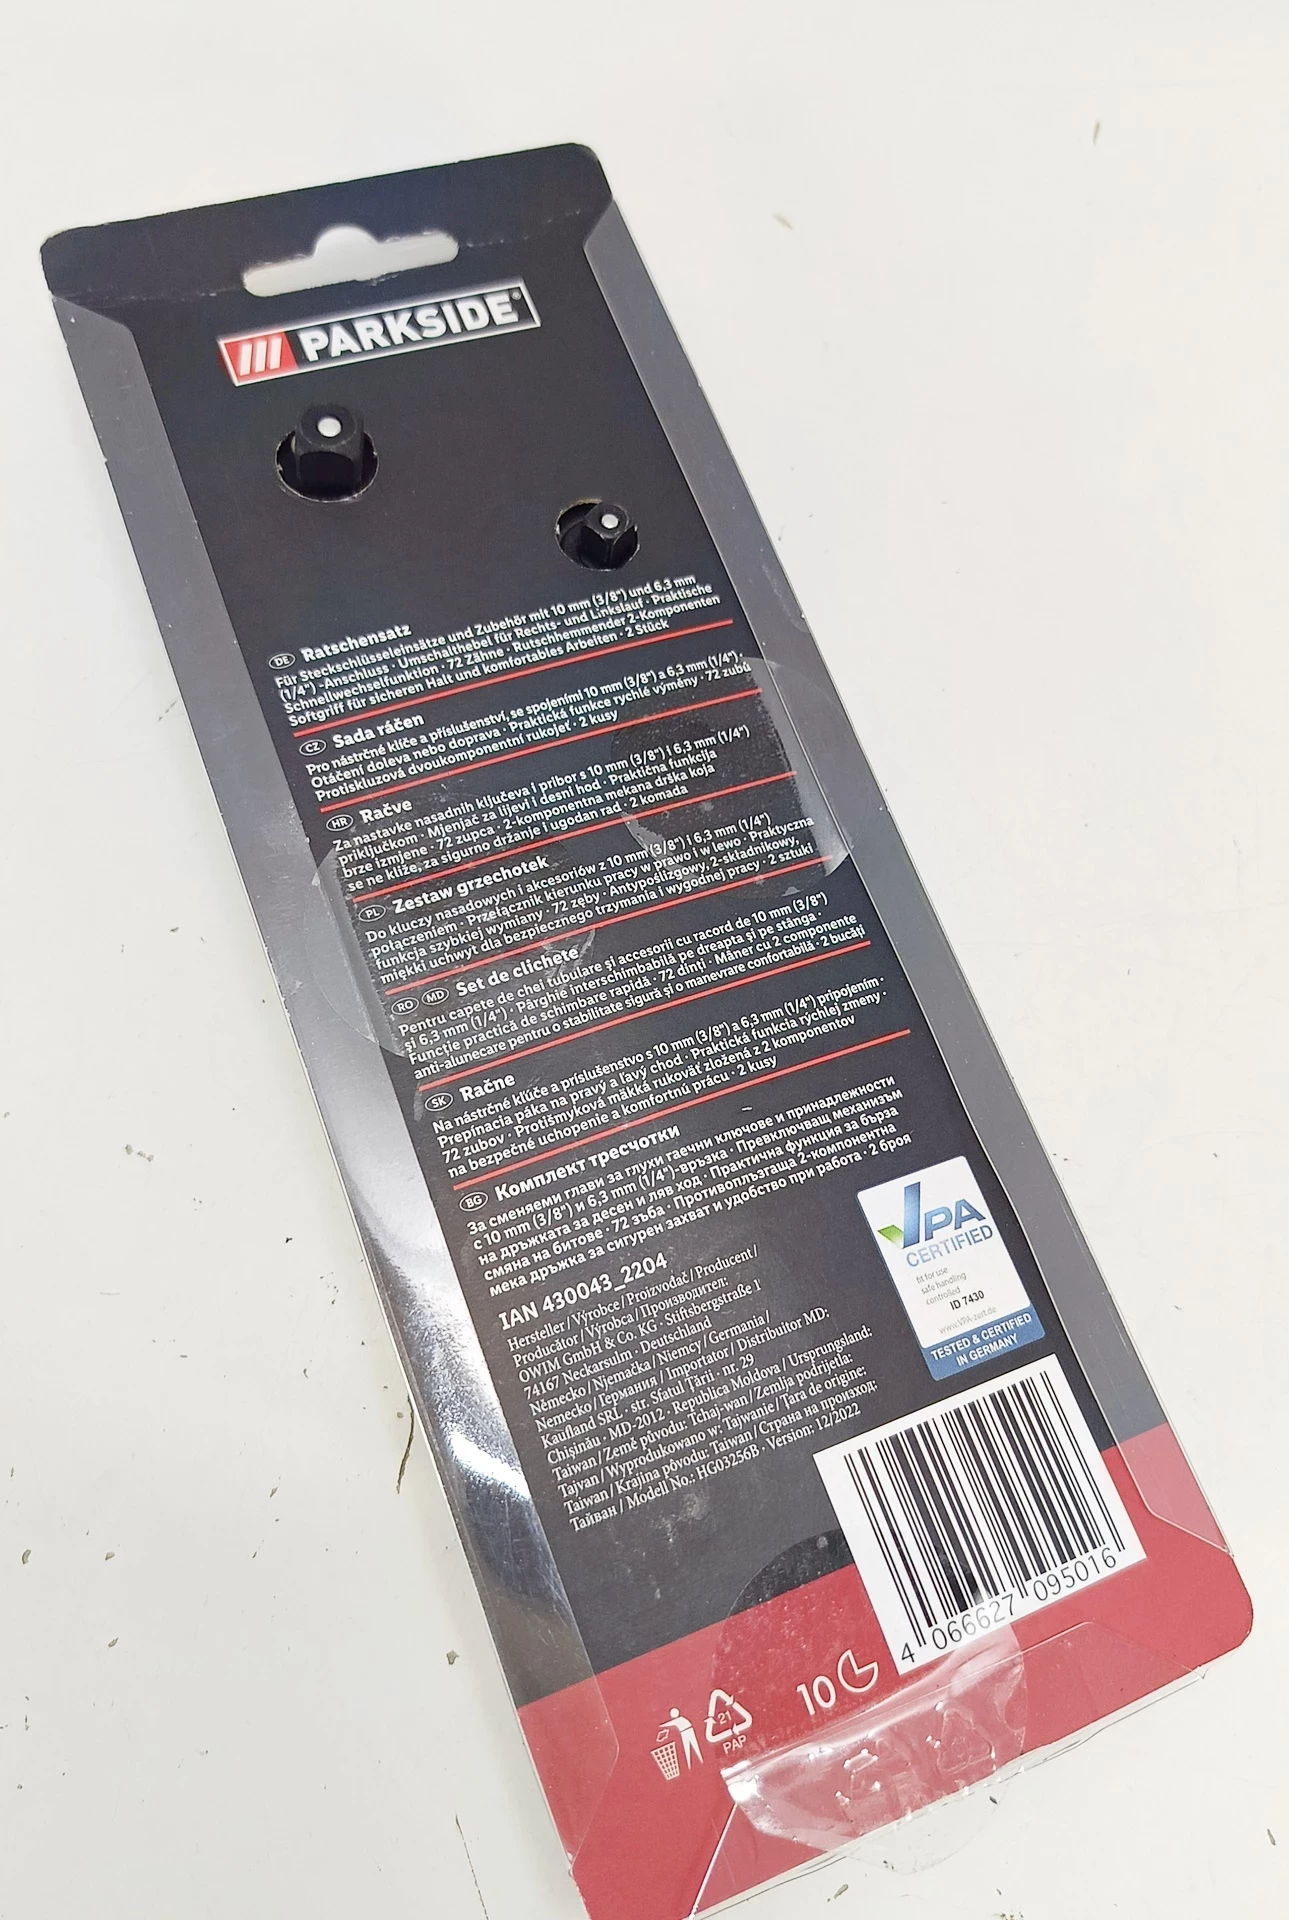 PARKSIDE®
DE Ratschensatz
Für Steckschlüsseleinsätze und Zubehör mit 10 mm (3/8") und 6,3 mm
(1/4") -Anschluss · Umschalthebel für Rechts- und Linkslauf · Praktische
Schnellwechselfunktion · 72 Zähne · Rutschhemmender 2-Komponenten
Softgriff für sicheren Halt und komfortables Arbeiten · 2 Stück
CZ Sada ráčen
Pro nástrčné klíče a příslušenství, se spojeními 10 mm (3/8") a 6,3 mm (1/4") ·
Otáčení doleva nebo doprava · Praktická funkce rychlé výměny · 72 zubů
Protiskluzová dvoukomponentní rukojeť · 2 kusy
HR Račve
Za nastavke nasadnih ključeva i pribor s 10 mm (3/8") i 6,3 mm (1/4")
priključkom · Mjenjač za lijevi i desni hod · Praktična funkcija
brze izmjene · 72 zupca · 2-komponentna mekana drška koja
se ne kliže, za sigurno držanje i ugodan rad · 2 komada
PL Zestaw grzechotek
Do kluczy nasadowych i akcesoriów z 10 mm (3/8") i 6,3 mm (1/4")
połączeniem · Przełącznik kierunku pracy w prawo i w lewo · Praktyczna
funkcja szybkiej wymiany · 72 zęby · Antypoślizgowy, 2-składnikowy,
miękki uchwyt dla bezpiecznego trzymania i wygodnej pracy · 2 sztuki
RO MD Set de clichete
Pentru capete de chei tubulare și accesorii cu racord de 10 mm (3/8")
și 6,3 mm (1/4") · Pârghie interschimbabilă pe dreapta și pe stânga ·
Funcție practică de schimbare rapidă · 72 dinți · Mâner cu 2 componente
anti-alunecare pentru o stabilitate sigură și o manevrare confortabilă · 2 bucăți
SK Račne
Na nástrčné kľúče a príslušenstvo s 10 mm (3/8") a 6,3 mm (1/4") pripojením ·
Prepínacia páka na pravý a ľavý chod · Praktická funkcia rýchlej zmeny ·
72 zubov · Protišmyková mäkká rukoväť zložená z 2 komponentov
na bezpečné uchopenie a komfortnú prácu · 2 kusy
BG Комплект тресчотки
За сменяеми глави за глухи гаечни ключове и принадлежности
с 10 mm (3/8") и 6,3 mm (1/4")-връзка · Превключващ механизъм
на дръжката за десен и ляв ход · Практична функция за бърза
смяна на битове · 72 зъба · Противоплъзгаща 2-компонентна
мека дръжка за сигурен захват и удобство при работа · 2 броя
IAN 430043_2204
Hersteller / Výrobce / Proizvođač / Producent /
Producător / Výrobca / Производител:
OWIM GmbH & Co. KG · Stiftsbergstraße 1
74167 Neckarsulm · Deutschland
Německo / Njemačka / Niemcy / Germania /
Nemecko / Германия / Importator / Distribuitor MD:
Kaufland SRL · str. Sfatul Țării · nr. 29
Chișinău · MD-2012 · Republica Moldova / Ursprungsland:
Taiwan / Země původu: Tchaj-wan / Zemlja podrijetla:
Tajvan / Wyprodukowano w: Tajwanie / Țara de origine:
Taiwan / Krajina pôvodu: Taiwan / Страна на произход:
Тайван / Modell No.: HG03256B · Version: 12/2022
VPA
CERTIFIED
fit for use
safe handling
controlled
ID 7430
www.VPA-zert.de
TESTED & CERTIFIED
IN GERMANY
4 066627 095016
21
PAP
10